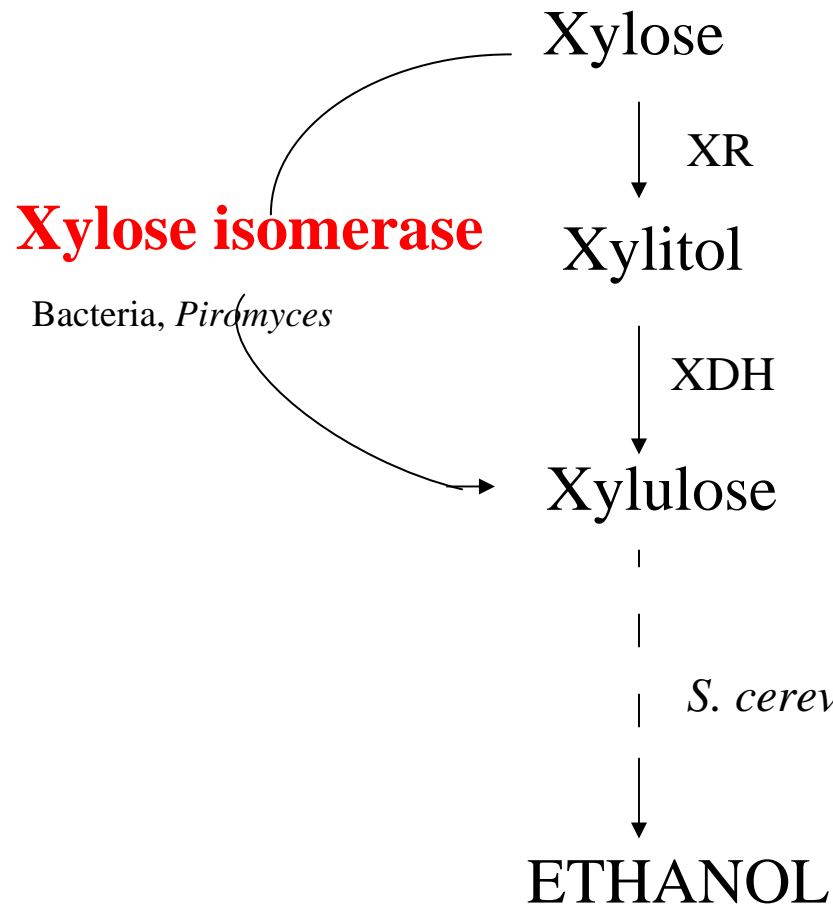 Xylose
XR
Xylose isomerase
Xylitol
Bacteria, Piromyces
XDH
Xylulose
S. cerev
ETHANOL